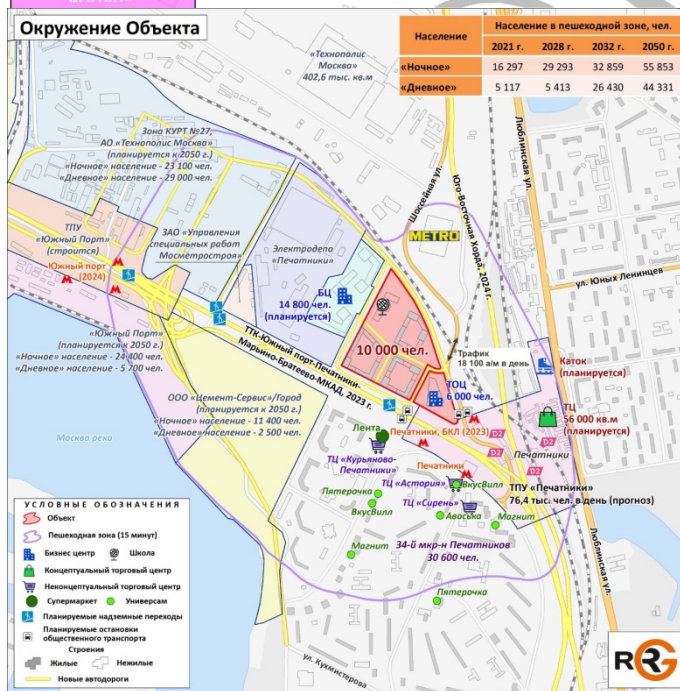 Окружение Объекта
Население
Население в пешеходной зоне, чел.
2021 г. 2028 г. 2032 г. 2050 г.
«Ночное» 16 297 29 293 32 859 55 853
«Дневное» 5 117 5 413 26 430 44 331
«Технополис
Москва»
402,6 тыс. кв.м
Зона КУРТ №27,
АО «Технополис Москва»
(планируется к 2050 г.)
«Ночное» население - 23 100 чел.
«Дневное» население - 29 000 чел.
Шоссейная ул.
Люблинская ул.
Юго-Восточная Хорда, 2024 г.
METRO
ул. Юных Ленинцев
ТПУ
«Южный Порт»
(строится)
Южный порт
(2024)
ЗАО «Управления
специальных работ
Мосметростроя»
Электродепо
«Печатники»
БЦ
14 800 чел.
(планируется)
10 000 чел.
ТТК-Южный порт-Печатники-
Марьино-Братеево-МКАД, 2023 г.
Трафик
18 100 а/м в день
Каток
(планируется)
«Южный Порт»
(планируется к 2050 г.)
«Ночное» население - 24 400 чел.
«Дневное» население - 5 700 чел.
ТОЦ
6 000 чел.
ТЦ
56 000 кв.м
(планируется)
ООО «Цемент-Сервис»/Город
(планируется к 2050 г.)
«Ночное» население - 11 400 чел.
«Дневное» население - 2 500 чел.
Москва река
Лента
Печатники, БКЛ (2023)
D2
D2
D2
Печатники
ТЦ «Курьяново-
Печатники»
Печатники
ТЦ «Астория»
ВкусВилл
ТПУ «Печатники»
76,4 тыс. чел.в день (прогноз)
Пятерочка
ВкусВилл
ТЦ «Сирень»
Авоська
Магнит
Магнит
34-й мкр-н Печатников
30 600 чел.
Пятерочка
Люблинская ул.
ул. Кухмистерова
УСЛОВНЫЕ ОБОЗНАЧЕНИЯ
Объект
Пешеходная зона (15 минут)
Бизнес центр Школа
Концептуальный торговый центр
Неконцептуальный торговый центр
Супермаркет Универсам
Планируемые надземные переходы
Планируемые остановки
общественного транспорта
Строения
Жилые Нежилые
Новые автодороги
RRG